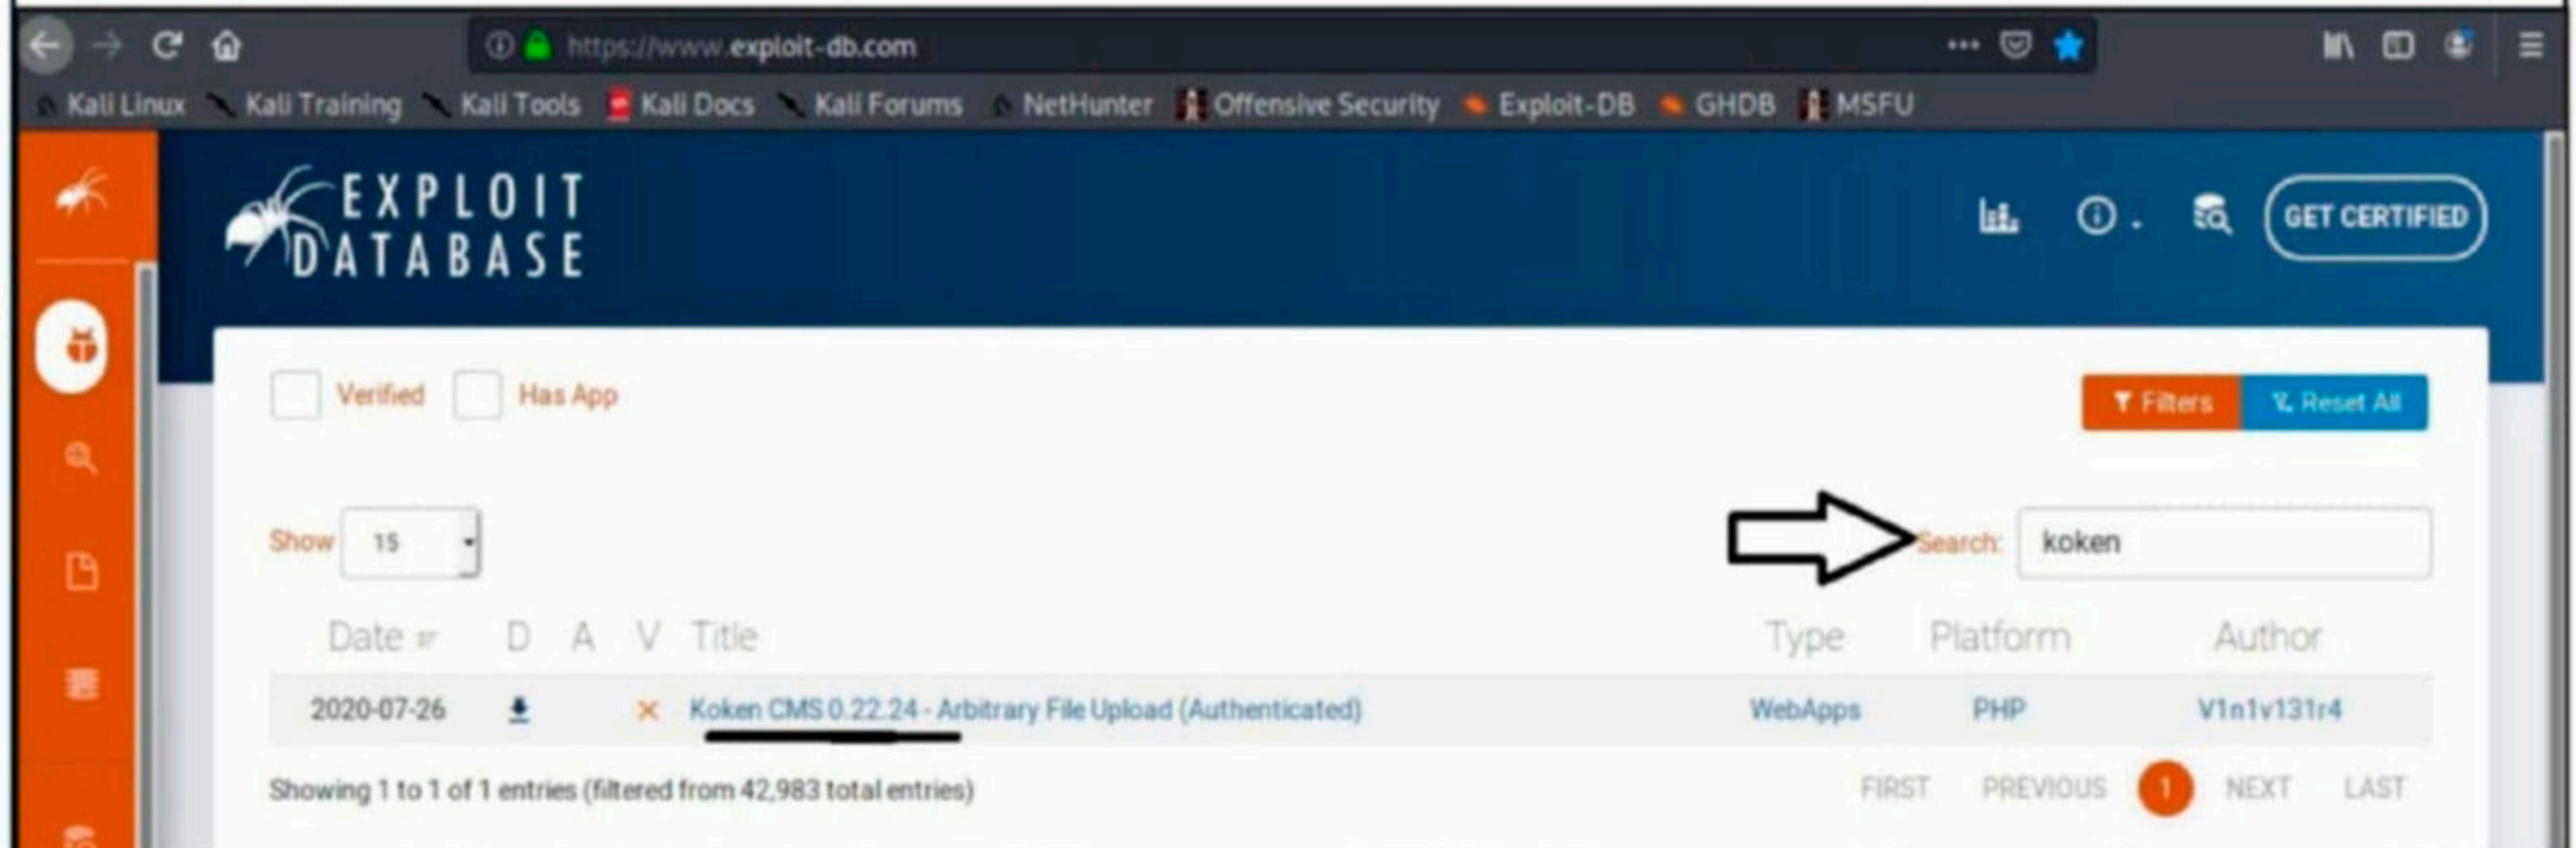 https://www.exploit-db.com
Kali Linux Kali Training Kali Tools Kali Docs Kali Forums NetHunter Offensive Security Exploit-DB GHDB MSFU
EXPLOIT
DATABASE
GET CERTIFIED
Verified Has App
Filters Reset All
Show 15 Search: koken
Date D A V Title Type Platform Author
2020-07-26 Koken CMS 0.22.24 - Arbitrary File Upload (Authenticated) WebApps PHP V1n1v131r4
Showing 1 to 1 of 1 entries (filtered from 42,983 total entries) FIRST PREVIOUS 1 NEXT LAST